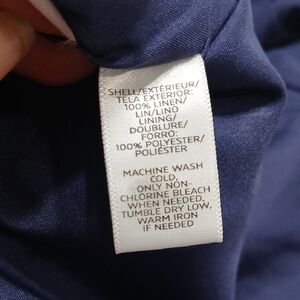 SHELL/EXTÉRIEUR/
TELA EXTERIOR:
100% LINEN/
LIN/LINO
LINING/
DOUBLURE/
FORRO:
100% POLYESTER/
POLIÉSTER
MACHINE WASH
COLD,
ONLY NON-
CHLORINE BLEACH
WHEN NEEDED,
TUMBLE DRY LOW,
WARM IRON
IF NEEDED